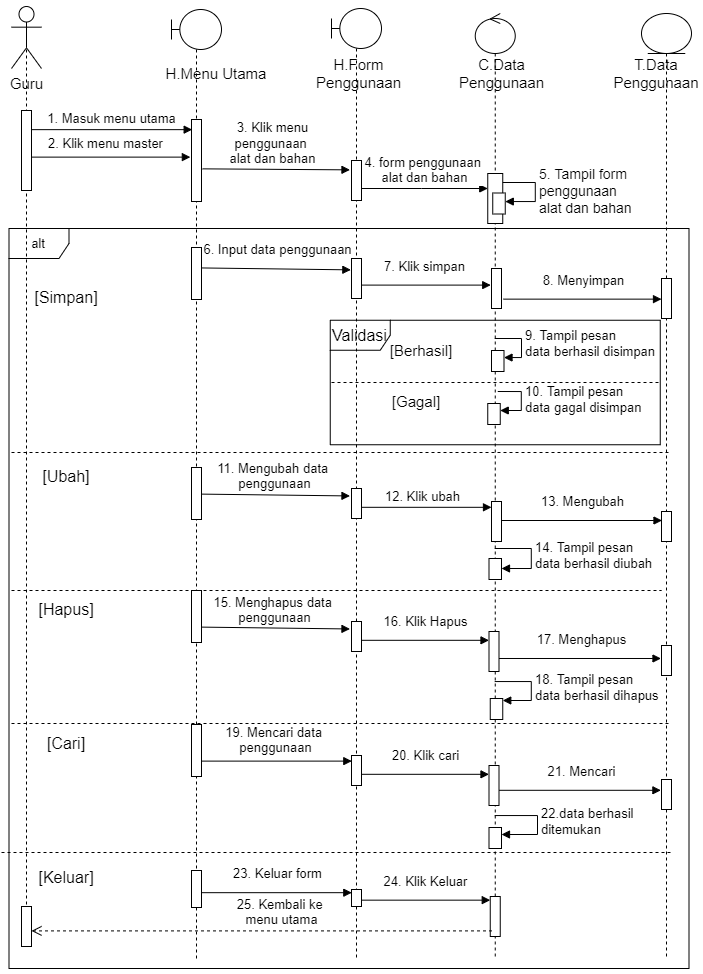 Guru
H.Menu Utama
H.Form
Penggunaan
C.Data
Penggunaan
T.Data
Penggunaan
1. Masuk menu utama
2. Klik menu master
3. Klik menu
penggunaan
alat dan bahan
4. form penggunaan
alat dan bahan
5. Tampil form
penggunaan
alat dan bahan
alt
6. Input data penggunaan
7. Klik simpan
8. Menyimpan
[Simpan]
Validasi
[Berhasil]
9. Tampil pesan
data berhasil disimpan
[Gagal]
10. Tampil pesan
data gagal disimpan
[Ubah]
11. Mengubah data
penggunaan
12. Klik ubah
13. Mengubah
14. Tampil pesan
data berhasil diubah
[Hapus]
15. Menghapus data
penggunaan
16. Klik Hapus
17. Menghapus
18. Tampil pesan
data berhasil dihapus
[Cari]
19. Mencari data
penggunaan
20. Klik cari
21. Mencari
22.data berhasil
ditemukan
[Keluar]
23. Keluar form
24. Klik Keluar
25. Kembali ke
menu utama